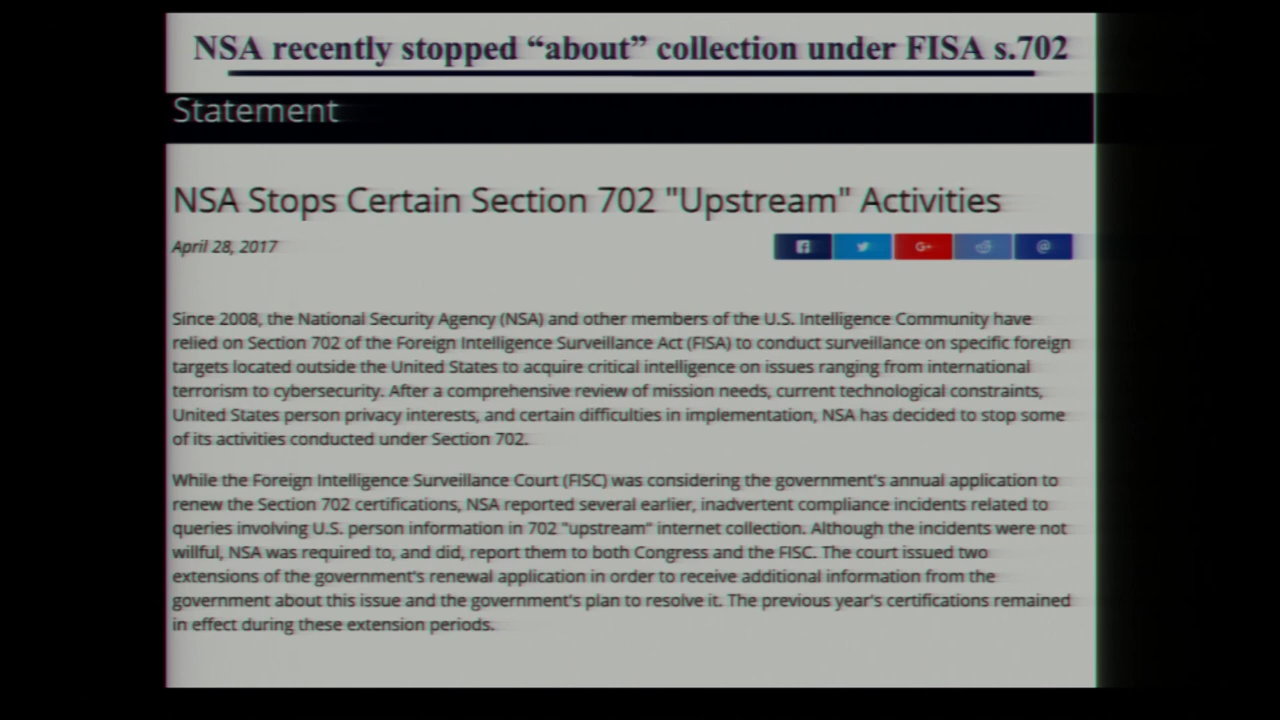 NSA recently stopped “about” collection under FISA s.702
Statement
NSA Stops Certain Section 702 "Upstream" Activities
April 28, 2017
Since 2008, the National Security Agency (NSA) and other members of the U.S. Intelligence Community have
relied on Section 702 of the Foreign Intelligence Surveillance Act (FISA) to conduct surveillance on specific foreign
targets located outside the United States to acquire critical intelligence on issues ranging from international
terrorism to cybersecurity. After a comprehensive review of mission needs, current technological constraints,
United States person privacy interests, and certain difficulties in implementation, NSA has decided to stop some
of its activities conducted under Section 702.
While the Foreign Intelligence Surveillance Court (FISC) was considering the government's annual application to
renew the Section 702 certifications, NSA reported several earlier, inadvertent compliance incidents related to
queries involving U.S. person information in 702 "upstream" internet collection. Although the incidents were not
willful, NSA was required to, and did, report them to both Congress and the FISC. The court issued two
extensions of the government's renewal application in order to receive additional information from the
government about this issue and the government's plan to resolve it. The previous year's certifications remained
in effect during these extension periods.